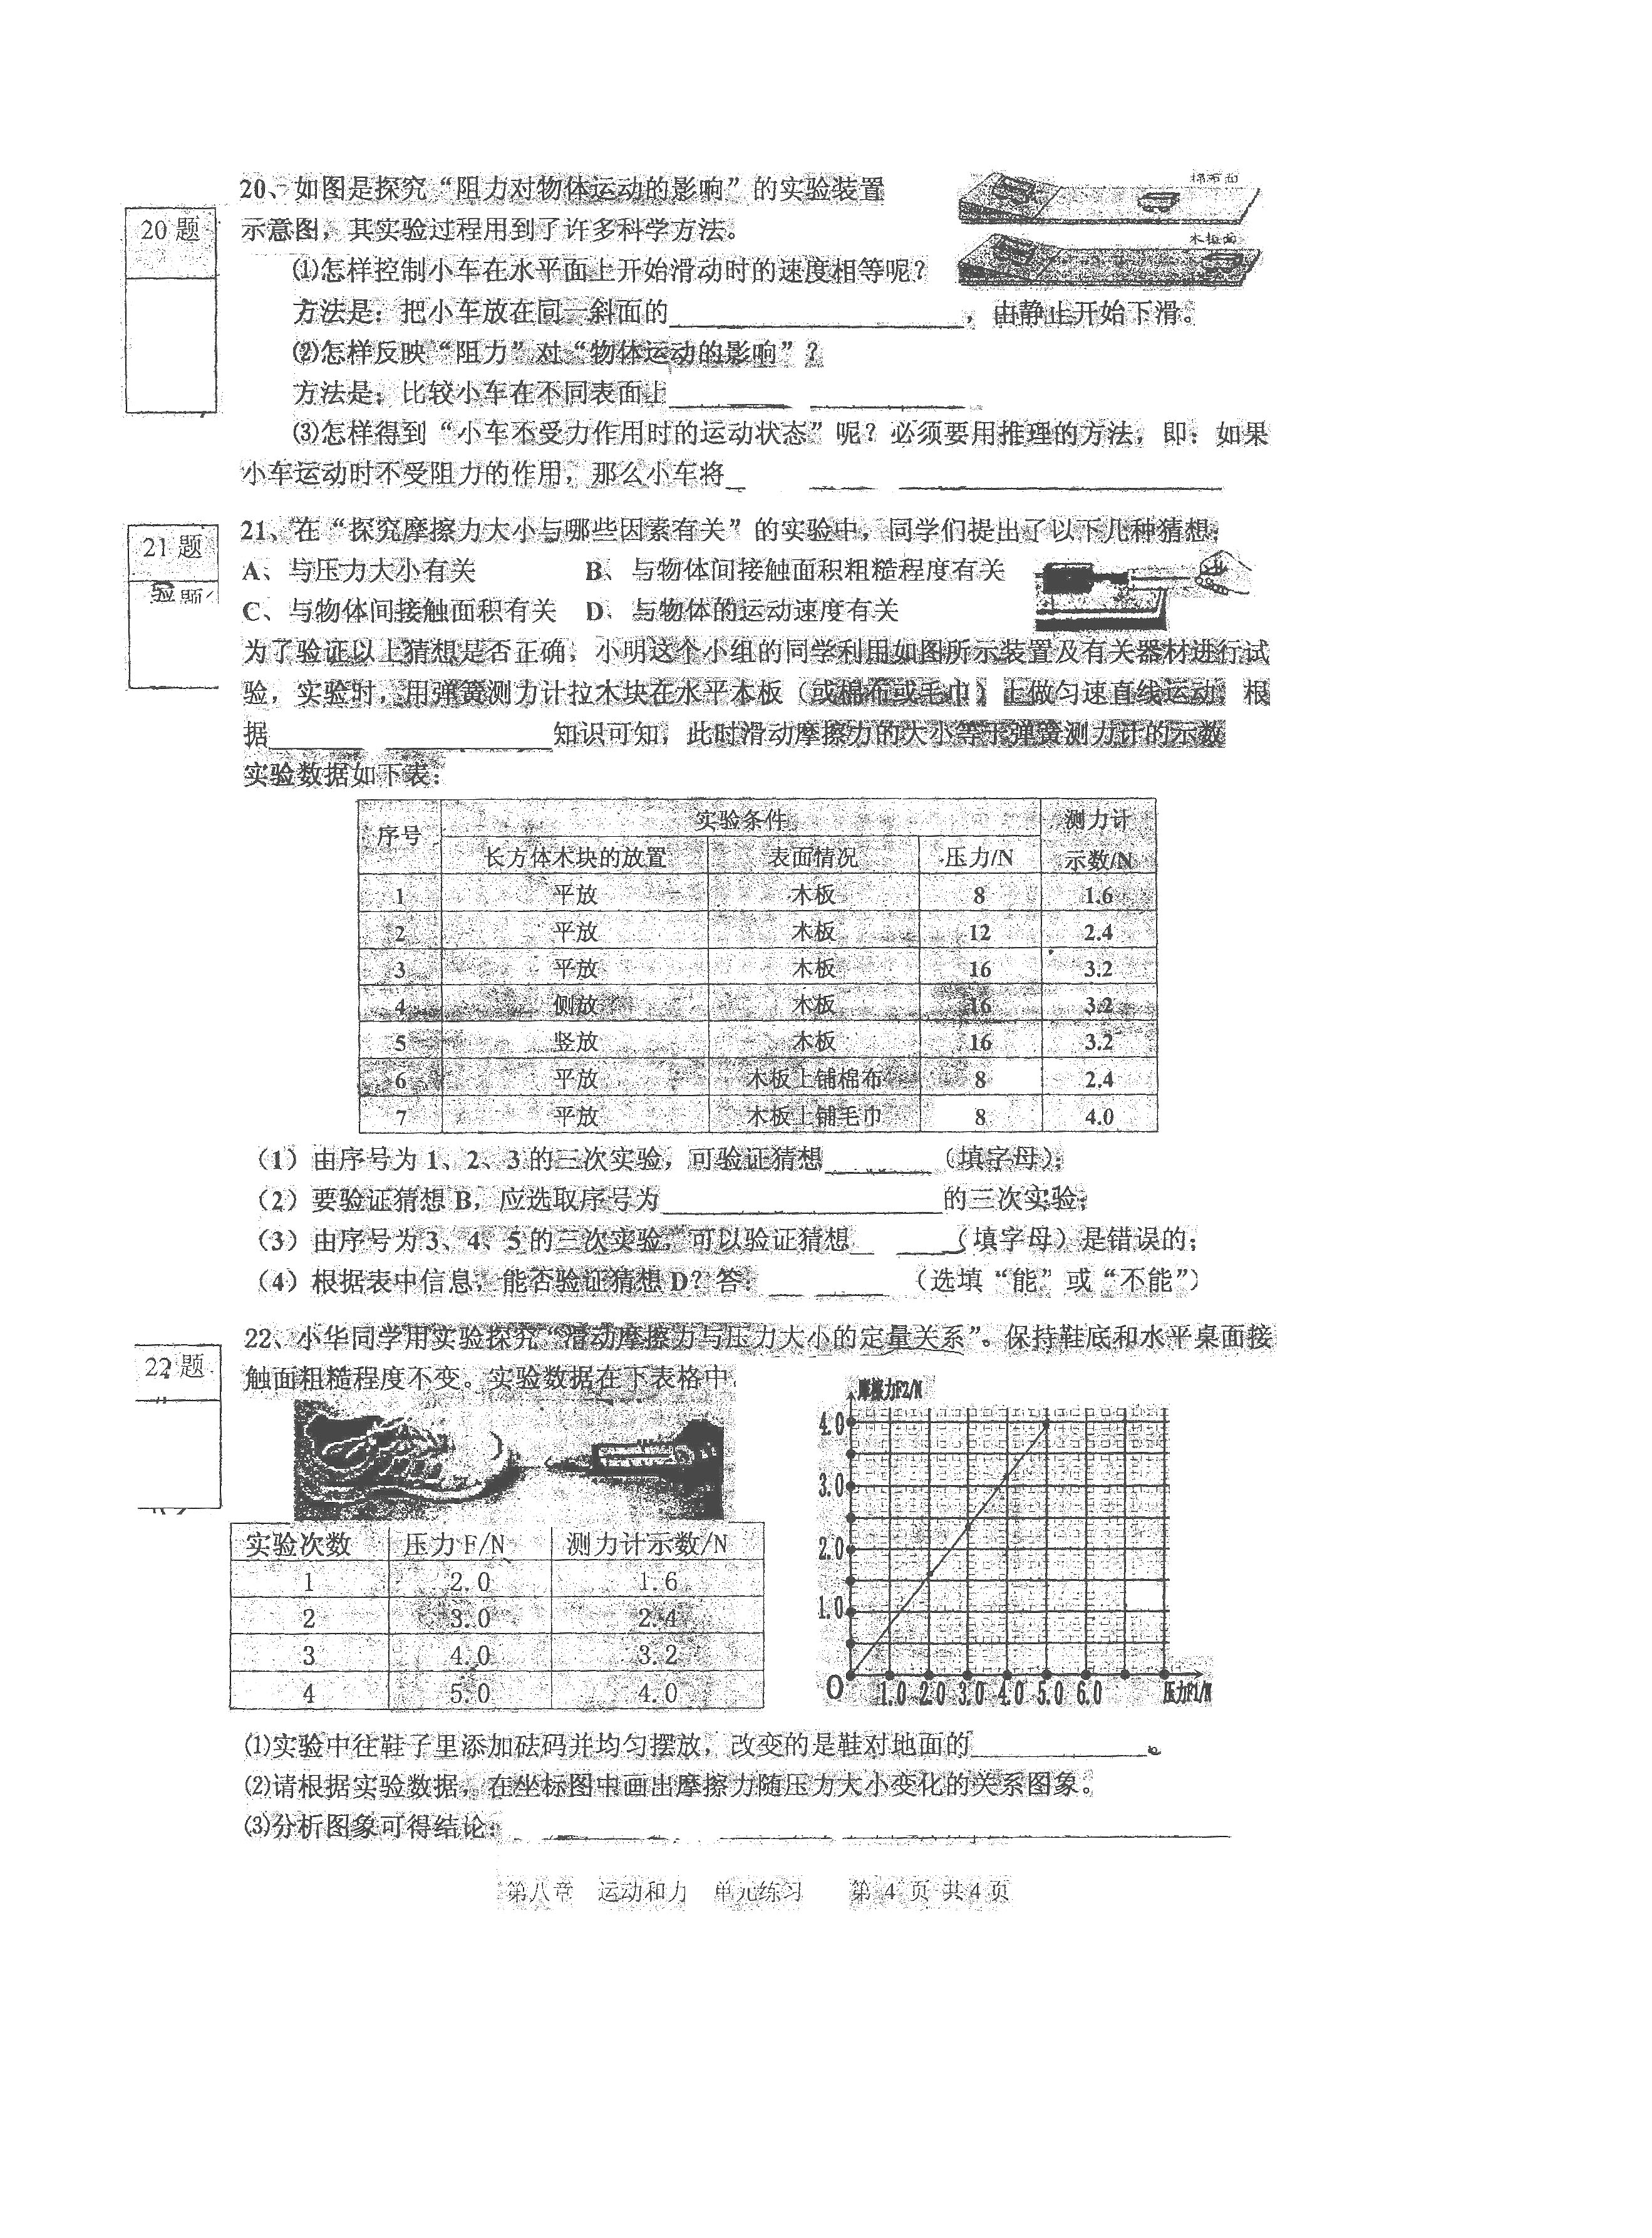 20、如图是探究“阻力对物体运动的影响”的实验装置
示意图，其实验过程用到了许多科学方法。
棉布面
木板面
20题
⑴怎样控制小车在水平面上开始滑动时的速度相等呢？
方法是：把小车放在同一斜面的____________，由静止开始下滑。
⑵怎样反映“阻力”对“物体运动的影响”？
方法是：比较小车在不同表面上____________
⑶怎样得到“小车不受力作用时的运动状态”呢？必须要用推理的方法，即：如果
小车运动时不受阻力的作用，那么小车将____________
21题
21、在“探究摩擦力大小与哪些因素有关”的实验中，同学们提出了以下几种猜想：
A、与压力大小有关 B、与物体间接触面积粗糙程度有关
C、与物体间接触面积有关 D、与物体的运动速度有关
为了验证以上猜想是否正确，小明这个小组的同学利用如图所示装置及有关器材进行试
验，实验时，用弹簧测力计拉木块在水平木板（或棉布或毛巾）上做匀速直线运动，根
据____________知识可知，此时滑动摩擦力的大小等于弹簧测力计的示数
实验数据如下表：
序号 实验条件 测力计
长方体木块的放置 表面情况 压力/N 示数/N
1 平放 木板 8 1.6
2 平放 木板 12 2.4
3 平放 木板 16 3.2
4 侧放 木板 16 3.2
5 竖放 木板 16 3.2
6 平放 木板上铺棉布 8 2.4
7 平放 木板上铺毛巾 8 4.0
（1）由序号为1、2、3的三次实验，可验证猜想______（填字母）；
（2）要验证猜想B，应选取序号为____________的三次实验；
（3）由序号为3、4、5的三次实验，可以验证猜想______（填字母）是错误的；
（4）根据表中信息，能否验证猜想D？答：______（选填“能”或“不能”）
22题
22、小华同学用实验探究“滑动摩擦力与压力大小的定量关系”。保持鞋底和水平桌面接
触面粗糙程度不变。实验数据在下表格中.
实验次数 压力F/N 测力计示数/N
1 2.0 1.6
2 3.0 2.4
3 4.0 3.2
4 5.0 4.0
摩擦力F2/N
4.0
3.0
2.0
1.0
O 1.0 2.0 3.0 4.0 5.0 6.0 压力F1/N
⑴实验中往鞋子里添加砝码并均匀摆放，改变的是鞋对地面的____________。
⑵请根据实验数据，在坐标图中画出摩擦力随压力大小变化的关系图象。
⑶分析图象可得结论：____________
第八章 运动和力 单元练习 第 4 页 共4页